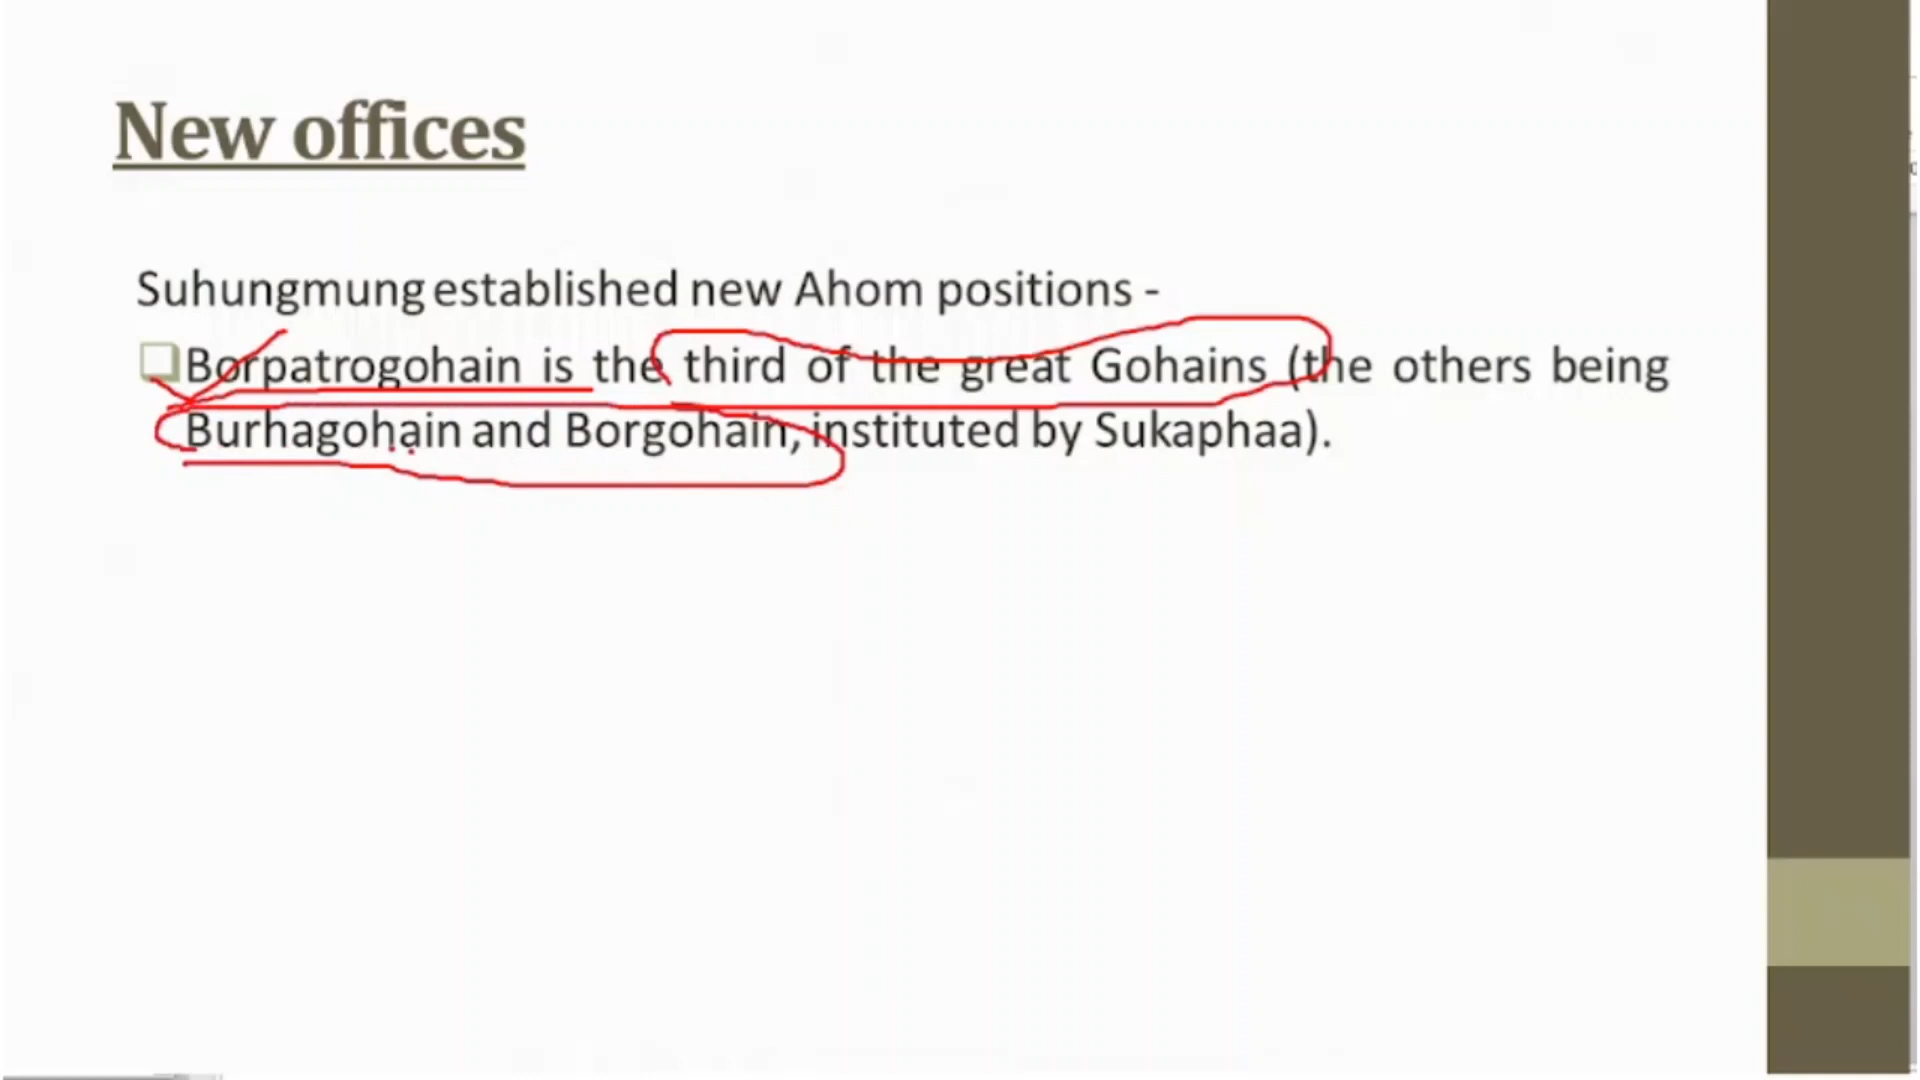 New offices
Suhungmung established new Ahom positions -
Borpatrogohain is the third of the great Gohains (the others being
Burhagohain and Borgohain, instituted by Sukaphaa).